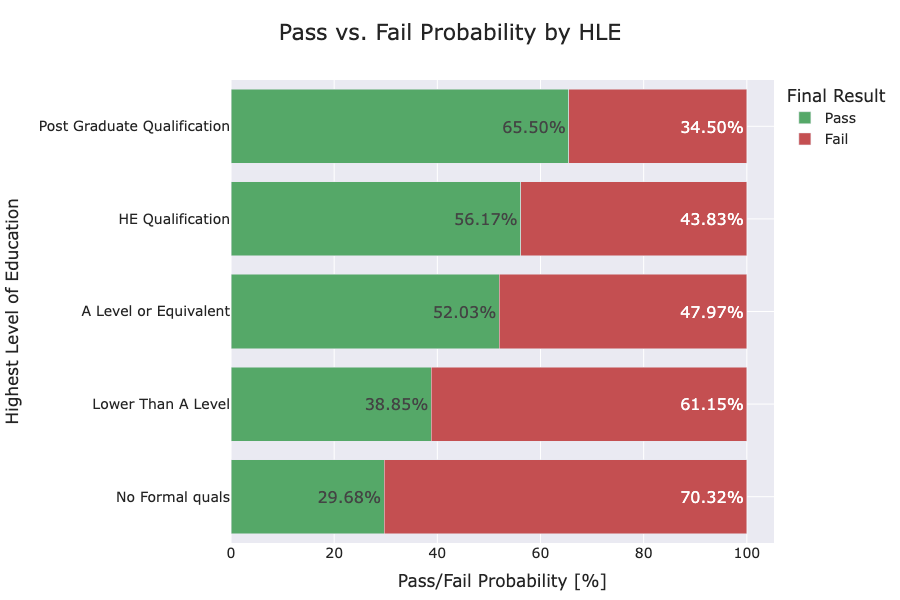 Pass vs. Fail Probability by HLE
Final Result
Pass
Fail
Highest Level of Education
Post Graduate Qualification
65.50%
34.50%
HE Qualification
56.17%
43.83%
A Level or Equivalent
52.03%
47.97%
Lower Than A Level
38.85%
61.15%
No Formal quals
29.68%
70.32%
0 20 40 60 80 100
Pass/Fail Probability [%]